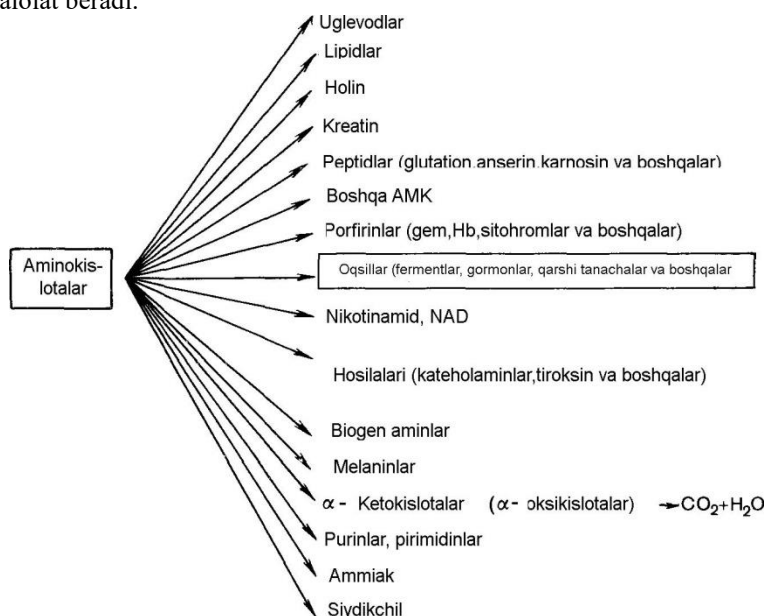 beradi.
Uglevodlar
Lipidlar
Holin
Kreatin
Peptidlar (glutation.anserin.karnosin va boshqalar)
Boshqa AMK
Porfirinlar (gem,Hb,sitohromlar va boshqalar)
Aminokis-
lotalar
Oqsillar (fermentlar, gormonlar, qarshi tanachalar va boshqalar
Nikotinamid, NAD
Hosilalari (kateholaminlar,tiroksin va boshqalar)
Biogen aminlar
Melaninlar
α- Ketokislotalar (α- oksikislotalar) →CO₂+H₂O
Purinlar, pirimidinlar
Ammiak
Siydikchil